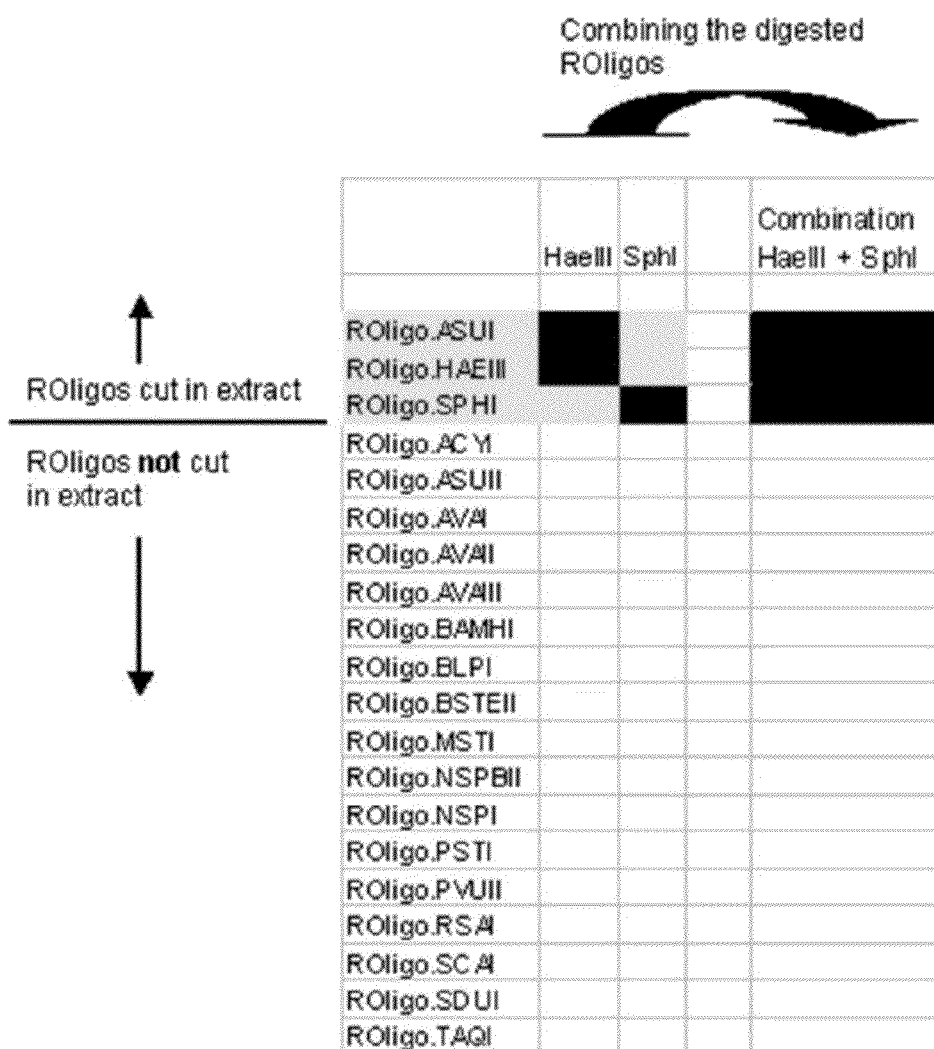 Combining the digested
ROligos
Combination
HaeIII SphI HaeIII + SphI
ROligo.ASUI
ROligo.HAEIII
ROligos cut in extract
ROligo.SPHI
ROligo.ACYI
ROligos not cut
in extract
ROligo.ASUII
ROligo.AVAI
ROligo.AVAII
ROligo.AVAIII
ROligo.BAMHI
ROligo.BLPI
ROligo.BSTEII
ROligo.MSTI
ROligo.NSPBII
ROligo.NSPI
ROligo.PSTI
ROligo.PVUII
ROligo.RSAI
ROligo.SCAI
ROligo.SDUI
ROligo.TAQI